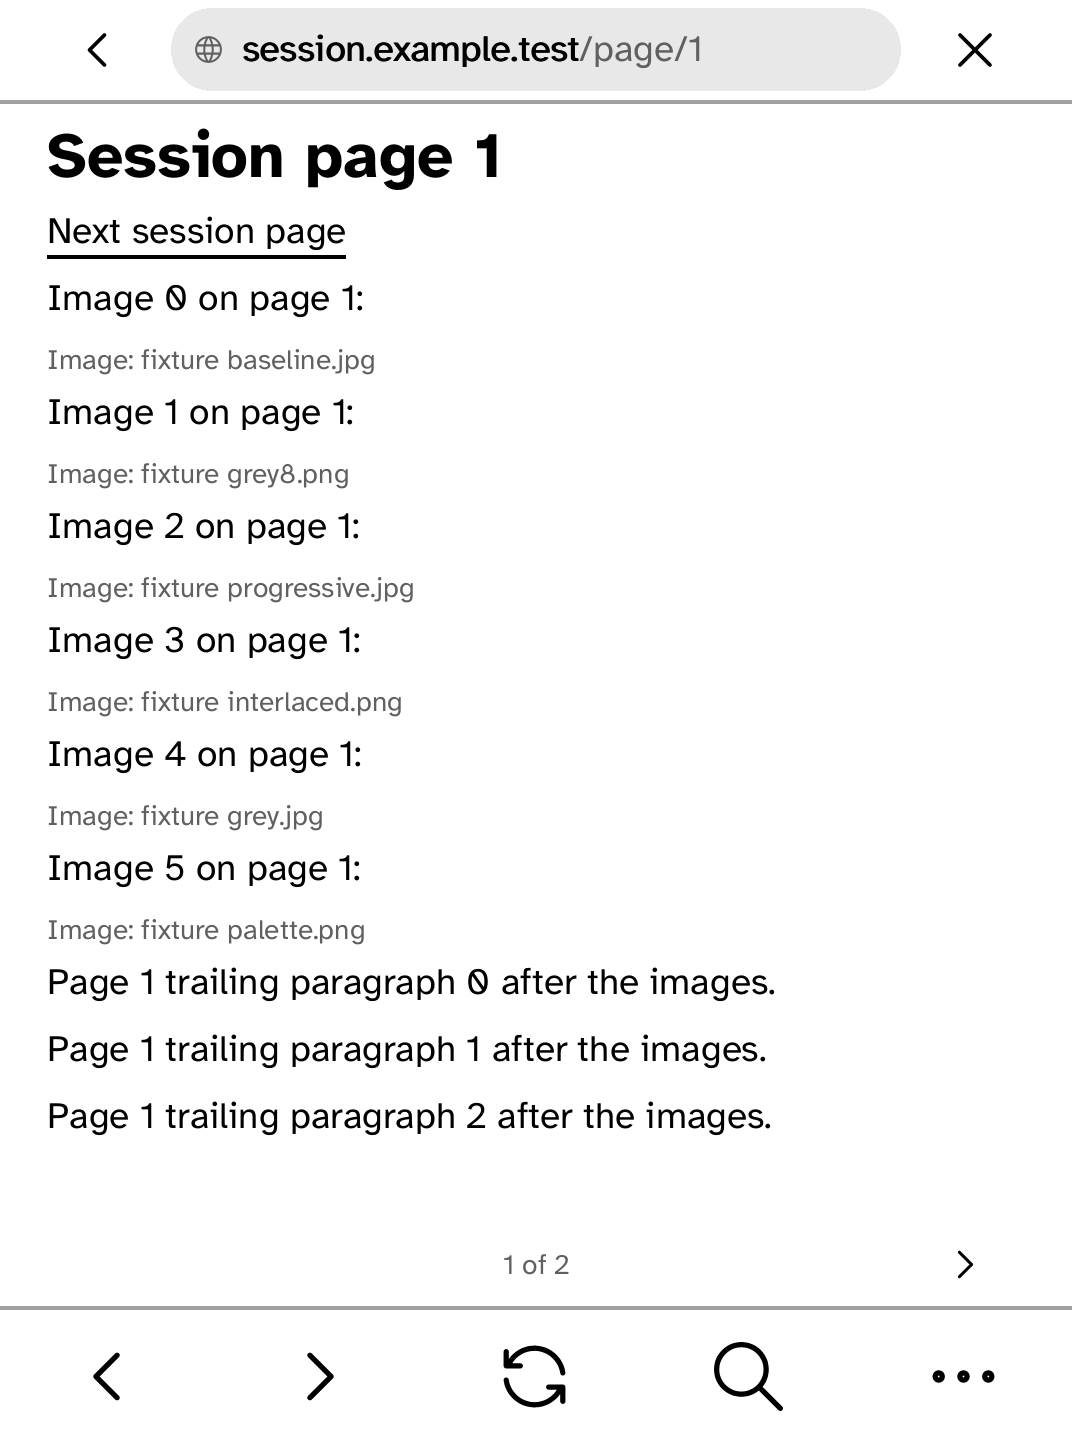 session.example.test/page/1
Session page 1
Next session page
Image 0 on page 1:
Image: fixture baseline.jpg
Image 1 on page 1:
Image: fixture grey8.png
Image 2 on page 1:
Image: fixture progressive.jpg
Image 3 on page 1:
Image: fixture interlaced.png
Image 4 on page 1:
Image: fixture grey.jpg
Image 5 on page 1:
Image: fixture palette.png
Page 1 trailing paragraph 0 after the images.
Page 1 trailing paragraph 1 after the images.
Page 1 trailing paragraph 2 after the images.
1 of 2